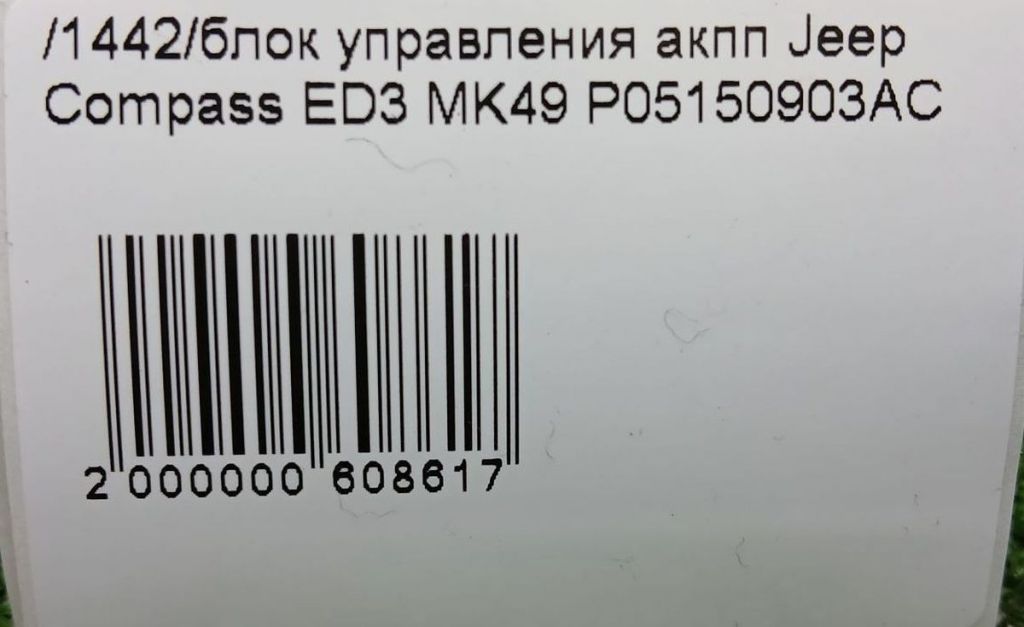 /1442/блок управления акпп Jeep
Compass ED3 MK49 P05150903AC
2 000000 608617